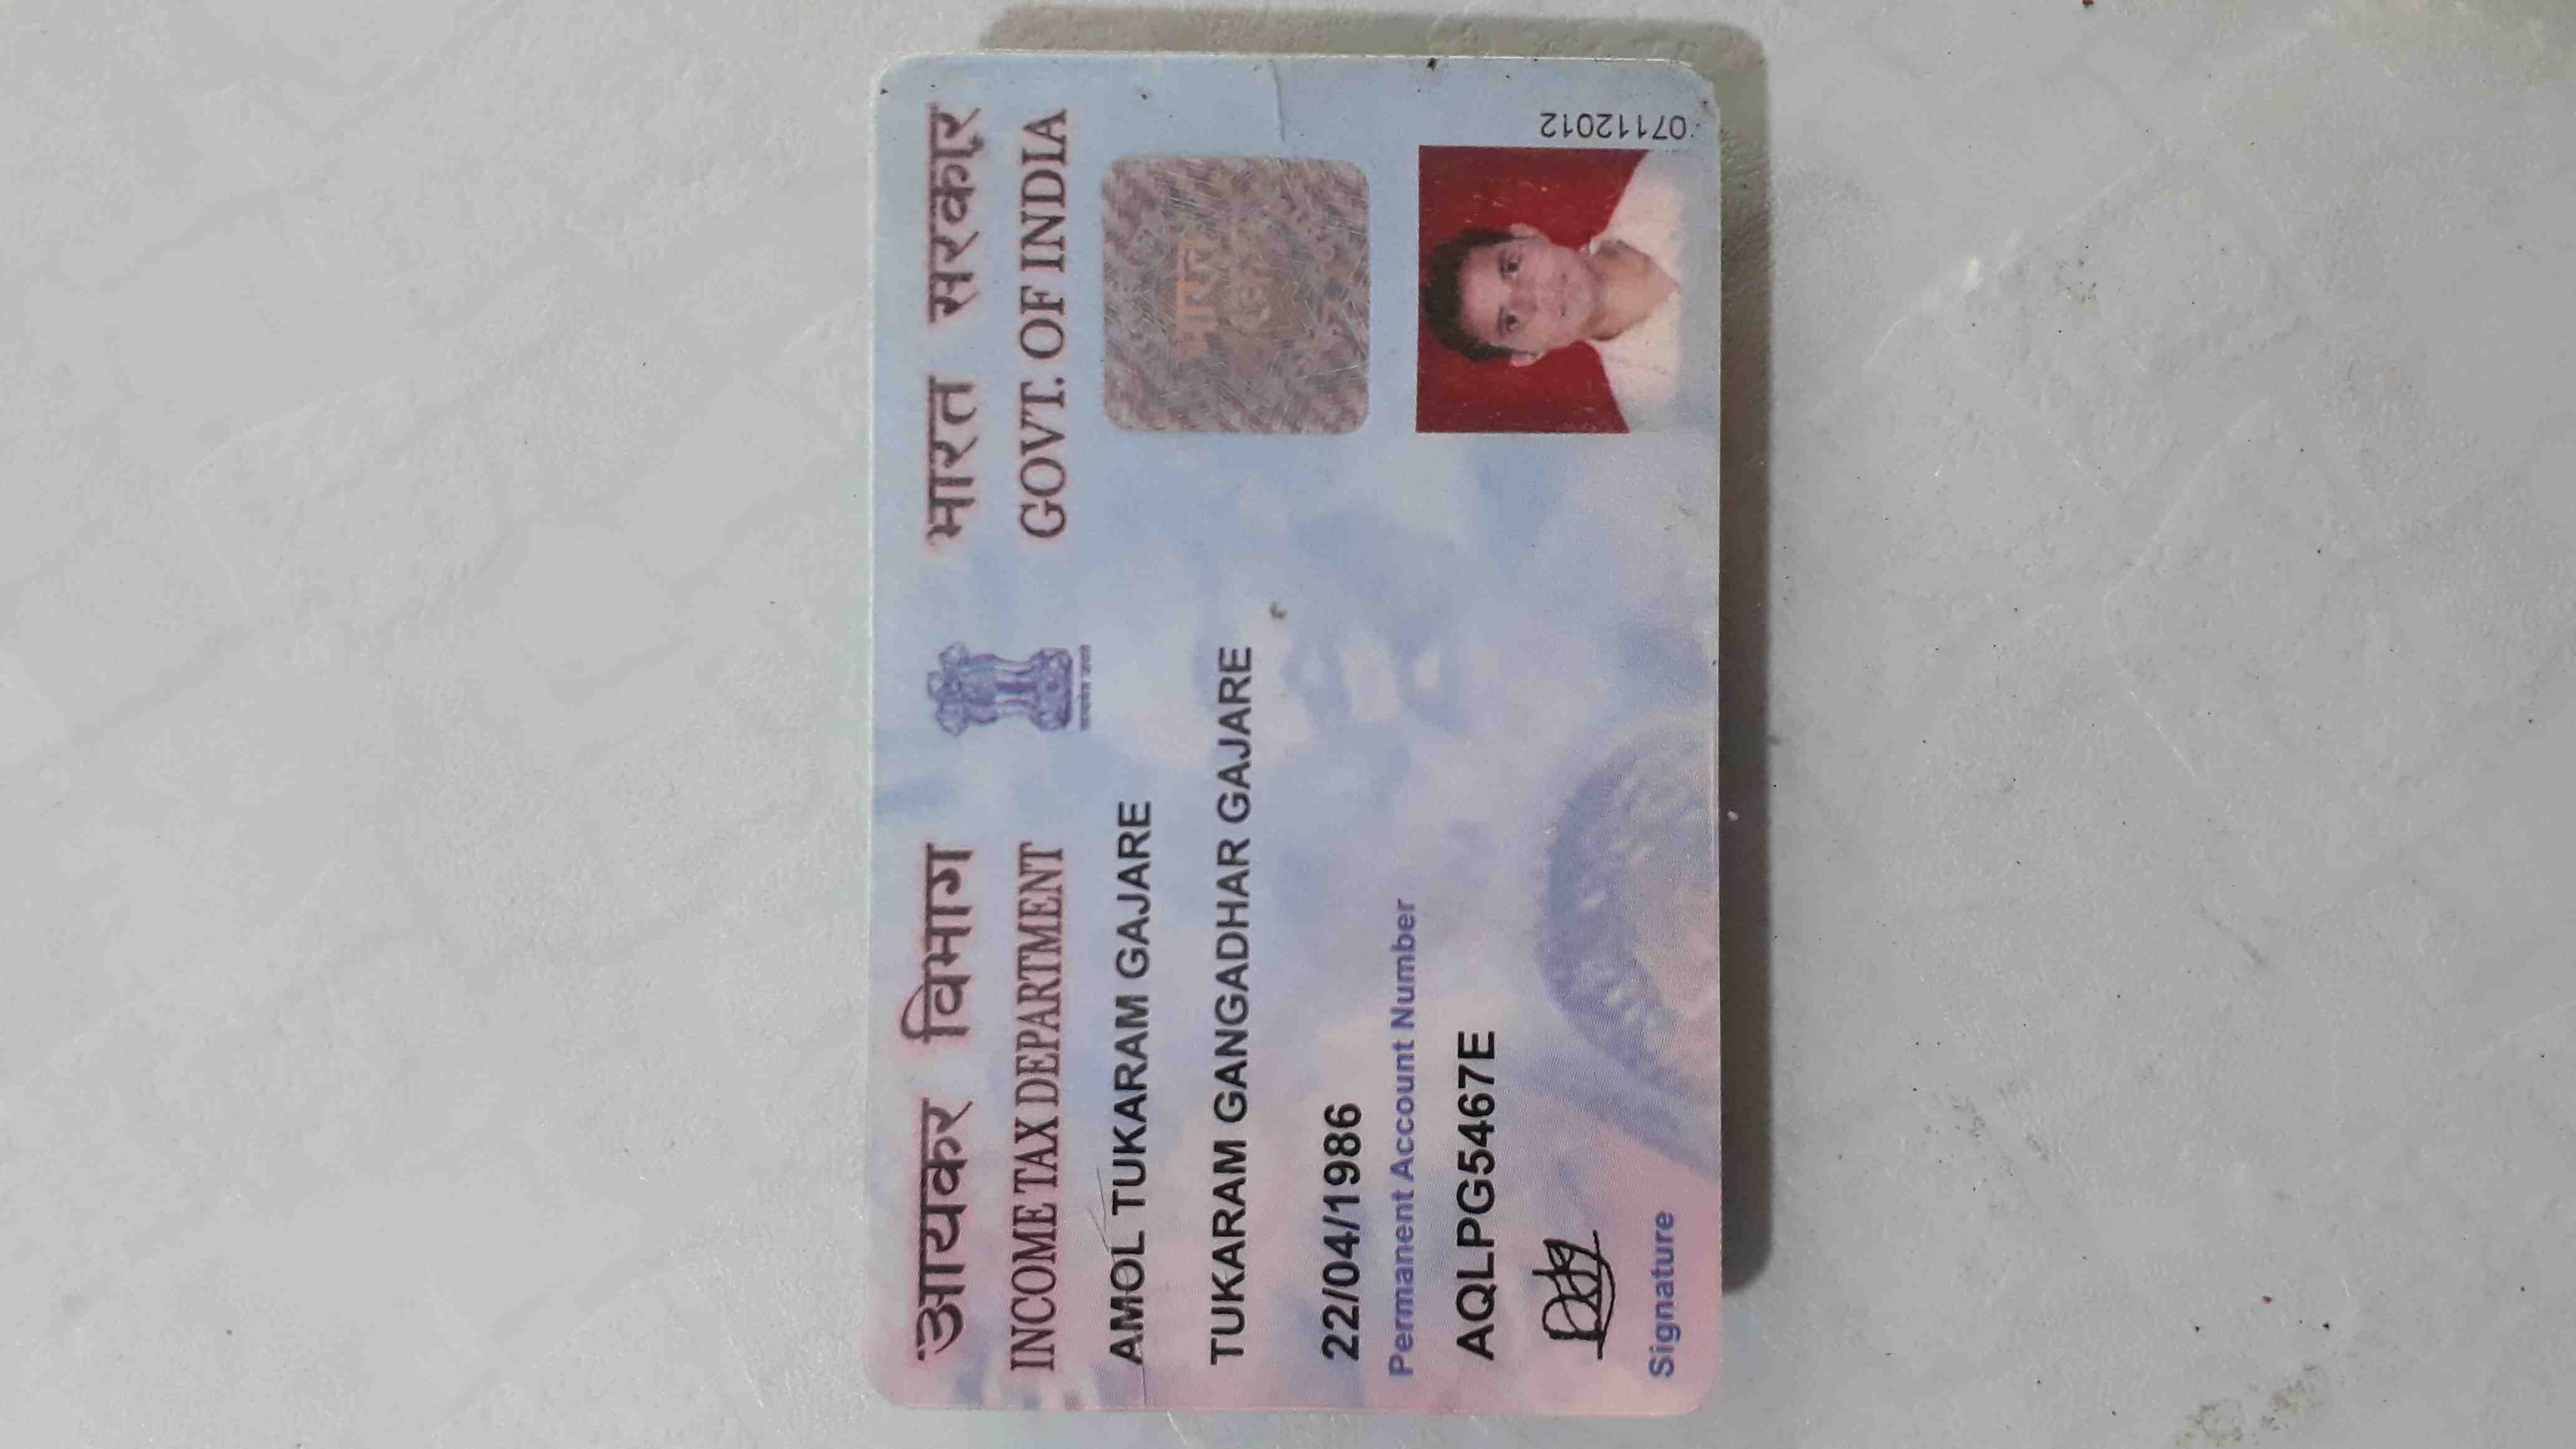 आयकर विभाग भारत सरकार
INCOME TAX DEPARTMENT GOVT. OF INDIA
AMOL TUKARAM GAJARE
TUKARAM GANGADHAR GAJARE
22/04/1986
Permanent Account Number
AQLPG5467E
Signature
07112012